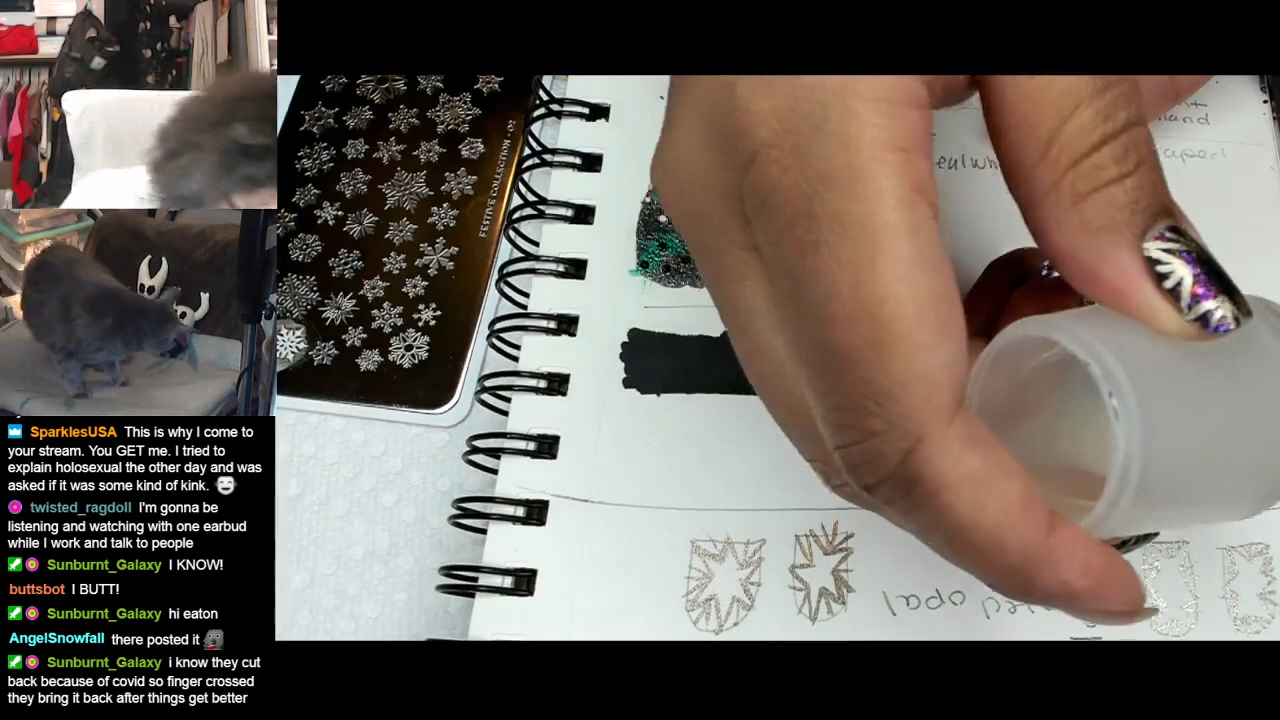 SparklesUSA This is why I come to
your stream. You GET me. I tried to
explain holosexual the other day and was
asked if it was some kind of kink.
twisted_ragdoll I'm gonna be
listening and watching with one earbud
while I work and talk to people
Sunburnt_Galaxy I KNOW!
buttsbot I BUTT!
Sunburnt_Galaxy hi eaton
AngelSnowfall there posted it
Sunburnt_Galaxy i know they cut
back because of covid so finger crossed
they bring it back after things get better
FESTIVE COLLECTION • 02
opal